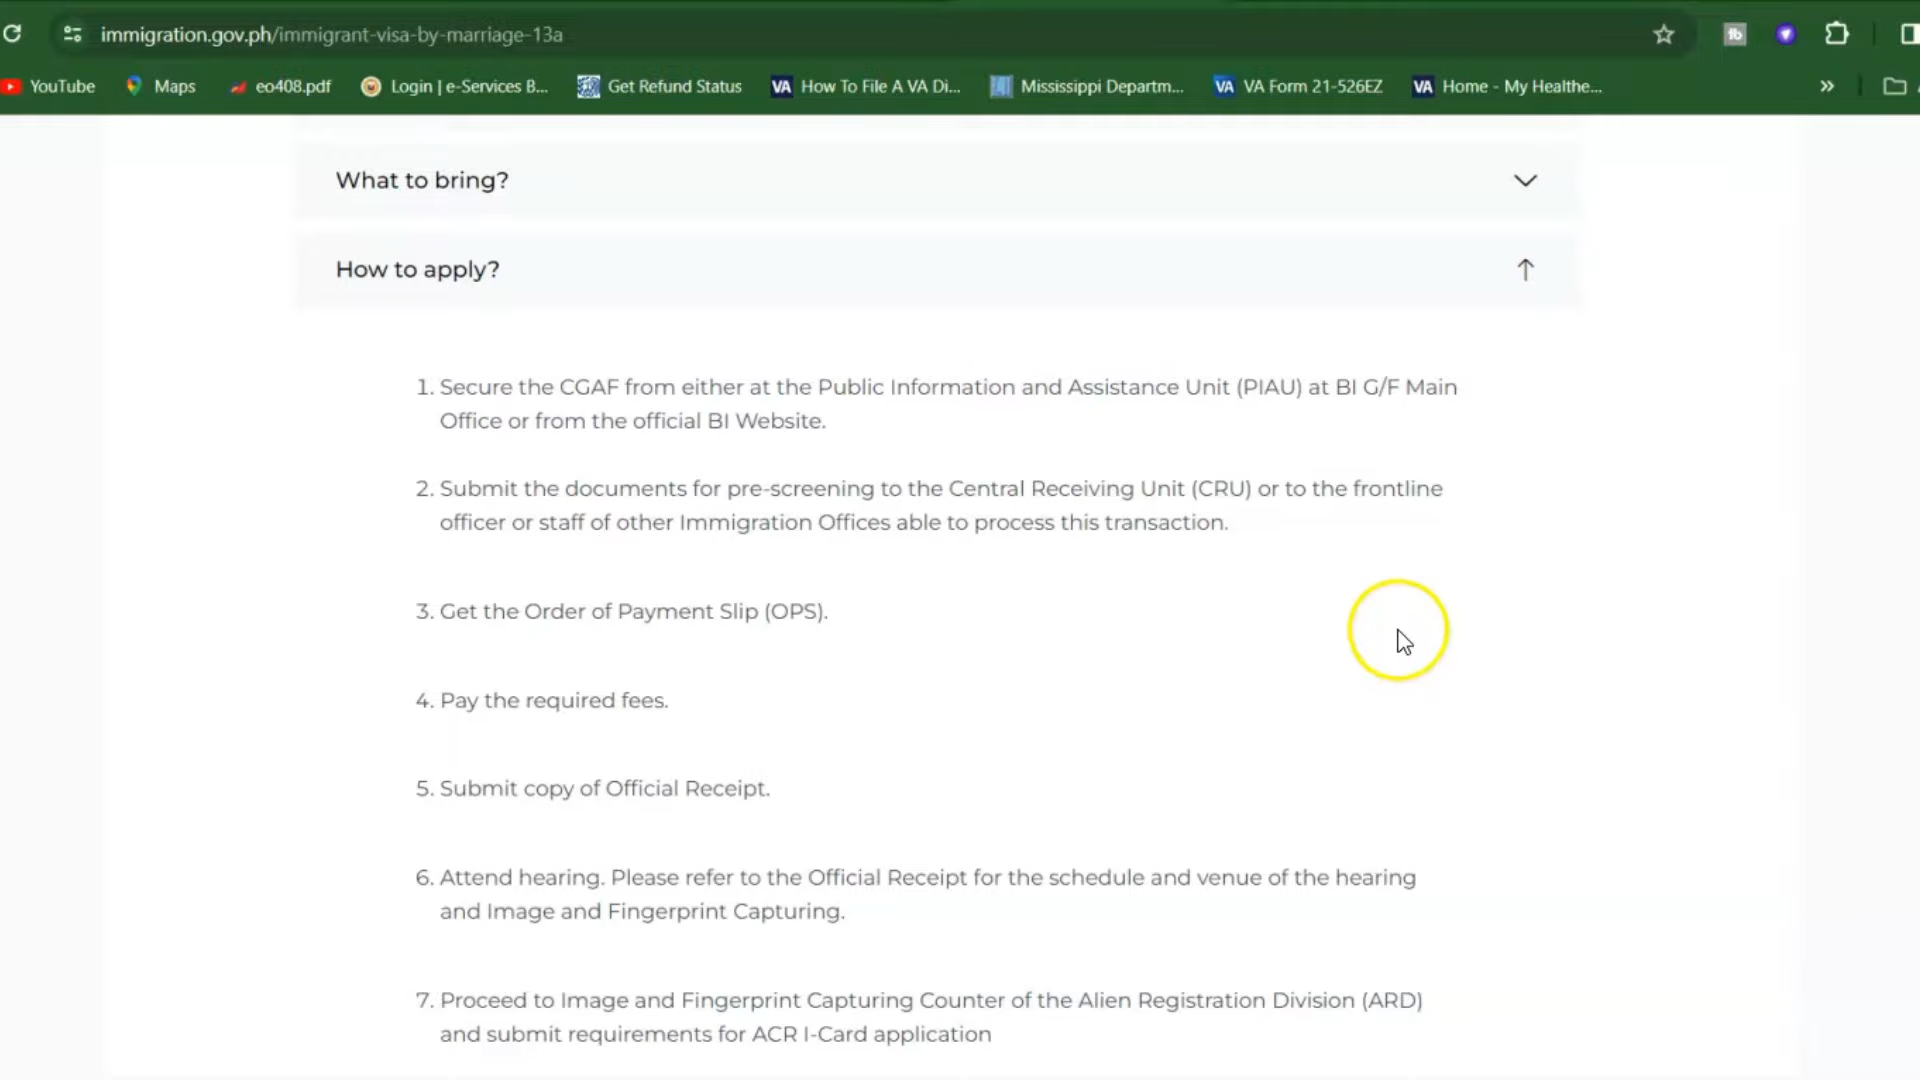 immigration.gov.ph/immigrant-visa-by-marriage-13a
YouTube Maps eo408.pdf Login | e-Services B... Get Refund Status VA How To File A VA Di... Mississippi Departm... VA VA Form 21-526EZ VA Home - My Healthe... »
What to bring?
How to apply?
1. Secure the CGAF from either at the Public Information and Assistance Unit (PIAU) at BI G/F Main
Office or from the official BI Website.
2. Submit the documents for pre-screening to the Central Receiving Unit (CRU) or to the frontline
officer or staff of other Immigration Offices able to process this transaction.
3. Get the Order of Payment Slip (OPS).
4. Pay the required fees.
5. Submit copy of Official Receipt.
6. Attend hearing. Please refer to the Official Receipt for the schedule and venue of the hearing
and Image and Fingerprint Capturing.
7. Proceed to Image and Fingerprint Capturing Counter of the Alien Registration Division (ARD)
and submit requirements for ACR I-Card application